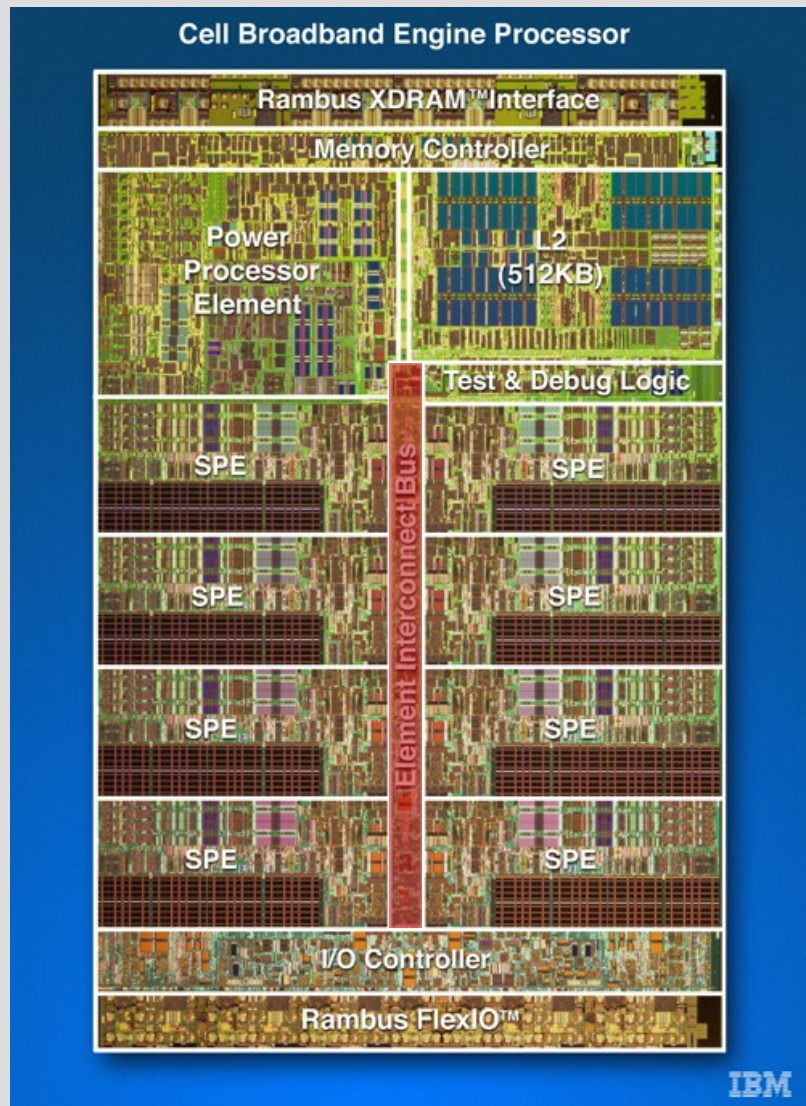 Cell Broadband Engine Processor
Rambus XDRAM™Interface
Memory Controller
Power
Processor
Element
L2
(512KB)
Test & Debug Logic
Element Interconnect Bus
SPE
SPE
SPE
SPE
SPE
SPE
SPE
SPE
I/O Controller
Rambus FlexIO™
IBM